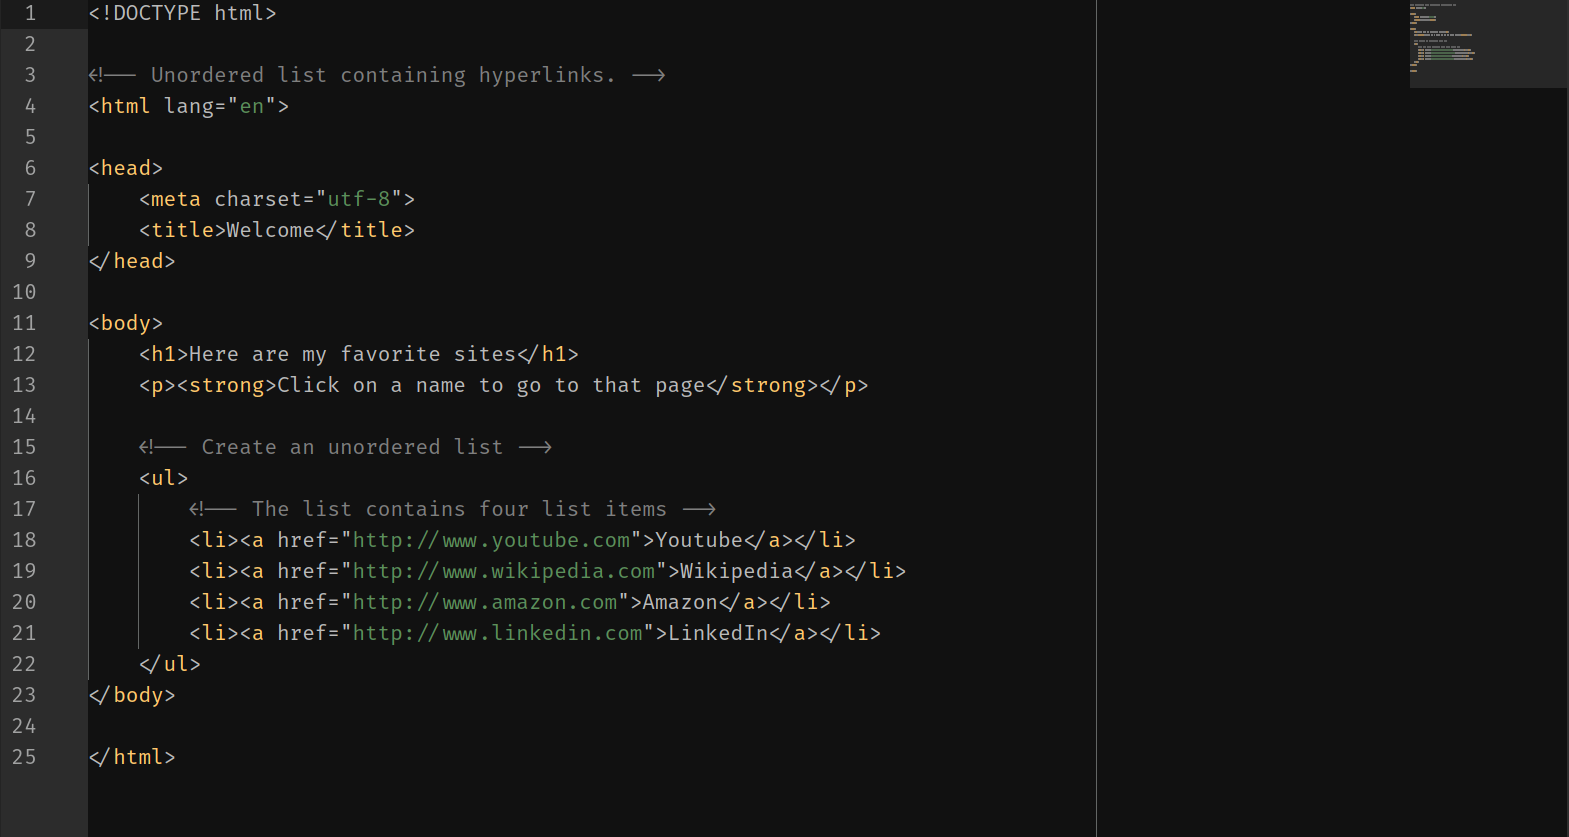 1 <!DOCTYPE html>
2
3 <!-- Unordered list containing hyperlinks. -->
4 <html lang="en">
5
6 <head>
7     <meta charset="utf-8">
8     <title>Welcome</title>
9 </head>
10
11 <body>
12     <h1>Here are my favorite sites</h1>
13     <p><strong>Click on a name to go to that page</strong></p>
14
15     <!-- Create an unordered list -->
16     <ul>
17         <!-- The list contains four list items -->
18         <li><a href="http://www.youtube.com">Youtube</a></li>
19         <li><a href="http://www.wikipedia.com">Wikipedia</a></li>
20         <li><a href="http://www.amazon.com">Amazon</a></li>
21         <li><a href="http://www.linkedin.com">LinkedIn</a></li>
22     </ul>
23 </body>
24
25 </html>